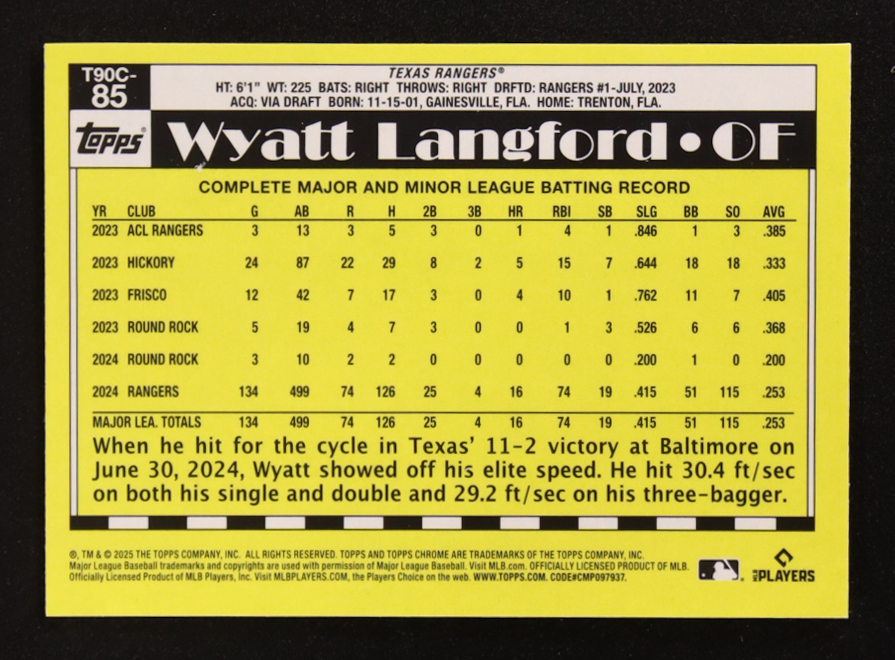 T90C-
85
TEXAS RANGERS®
HT: 6'1" WT: 225 BATS: RIGHT THROWS: RIGHT DRFTD: RANGERS #1-JULY, 2023
ACQ: VIA DRAFT BORN: 11-15-01, GAINESVILLE, FLA. HOME: TRENTON, FLA.
Topps® Wyatt Langford • OF
COMPLETE MAJOR AND MINOR LEAGUE BATTING RECORD
YR CLUB G AB R H 2B 3B HR RBI SB SLG BB SO AVG
2023 ACL RANGERS 3 13 3 5 3 0 1 4 1 .846 1 3 .385
2023 HICKORY 24 87 22 29 8 2 5 15 7 .644 18 18 .333
2023 FRISCO 12 42 7 17 3 0 4 10 1 .762 11 7 .405
2023 ROUND ROCK 5 19 4 7 3 0 0 1 3 .526 6 6 .368
2024 ROUND ROCK 3 10 2 2 0 0 0 0 0 .200 1 0 .200
2024 RANGERS 134 499 74 126 25 4 16 74 19 .415 51 115 .253
MAJOR LEA. TOTALS 134 499 74 126 25 4 16 74 19 .415 51 115 .253
When he hit for the cycle in Texas' 11-2 victory at Baltimore on
June 30, 2024, Wyatt showed off his elite speed. He hit 30.4 ft/sec
on both his single and double and 29.2 ft/sec on his three-bagger.
®, TM & © 2025 THE TOPPS COMPANY, INC. ALL RIGHTS RESERVED. TOPPS AND TOPPS CHROME ARE TRADEMARKS OF THE TOPPS COMPANY, INC.
Major League Baseball trademarks and copyrights are used with permission of Major League Baseball. Visit MLB.com. OFFICIALLY LICENSED PRODUCT OF MLB.
Officially Licensed Product of MLB Players, Inc. Visit MLBPLAYERS.COM, the Players Choice on the web. WWW.TOPPS.COM. CODE#CMP097937.
MLB PLAYERS